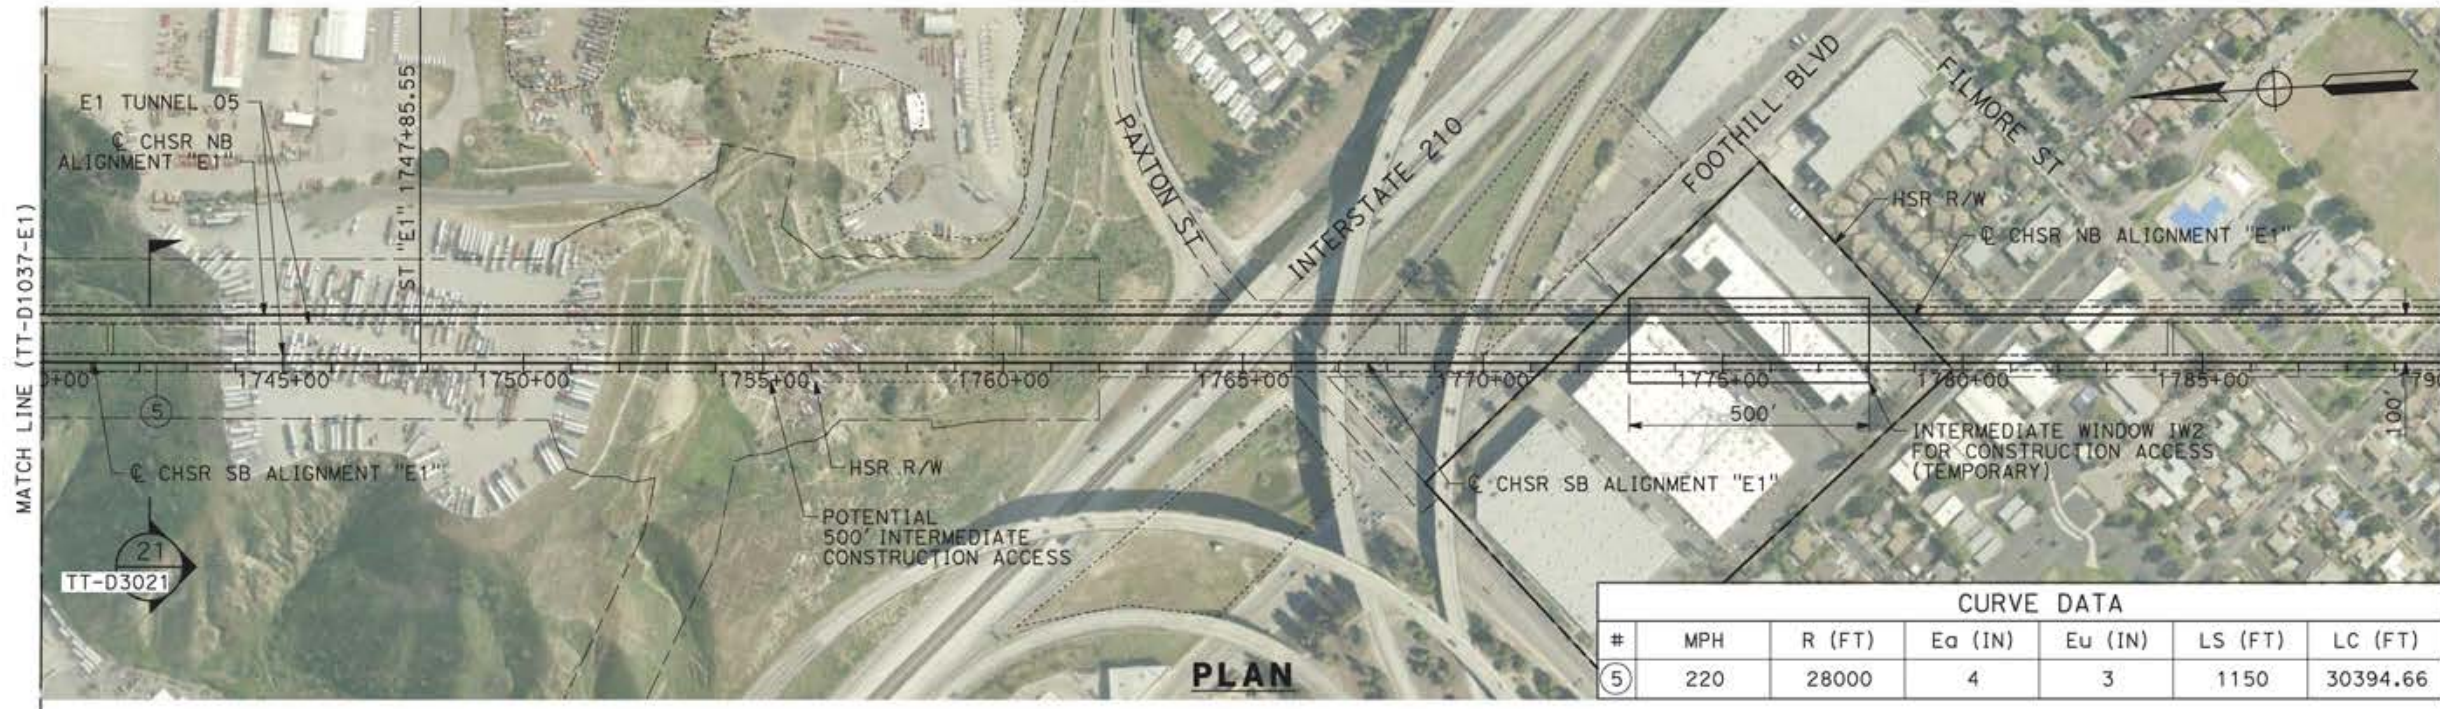 MATCH LINE (TT-D1037-E1)
E1 TUNNEL 05
℄ CHSR NB
ALIGNMENT "E1"
ST "E1" 1747+85.55
PAXTON ST
INTERSTATE 210
FOOTHILL BLVD
FILMORE ST
HSR R/W
℄ CHSR NB ALIGNMENT "E1"
0+00
1745+00
1750+00
1755+00
1760+00
1765+00
1770+00
1775+00
1780+00
1785+00
790
5
500'
100'
℄ CHSR SB ALIGNMENT "E1"
HSR R/W
INTERMEDIATE WINDOW IW2
FOR CONSTRUCTION ACCESS
(TEMPORARY)
℄ CHSR SB ALIGNMENT "E1"
POTENTIAL
500' INTERMEDIATE
CONSTRUCTION ACCESS
21
TT-D3021
PLAN
CURVE DATA
# MPH R (FT) Ea (IN) Eu (IN) LS (FT) LC (FT)
5 220 28000 4 3 1150 30394.66